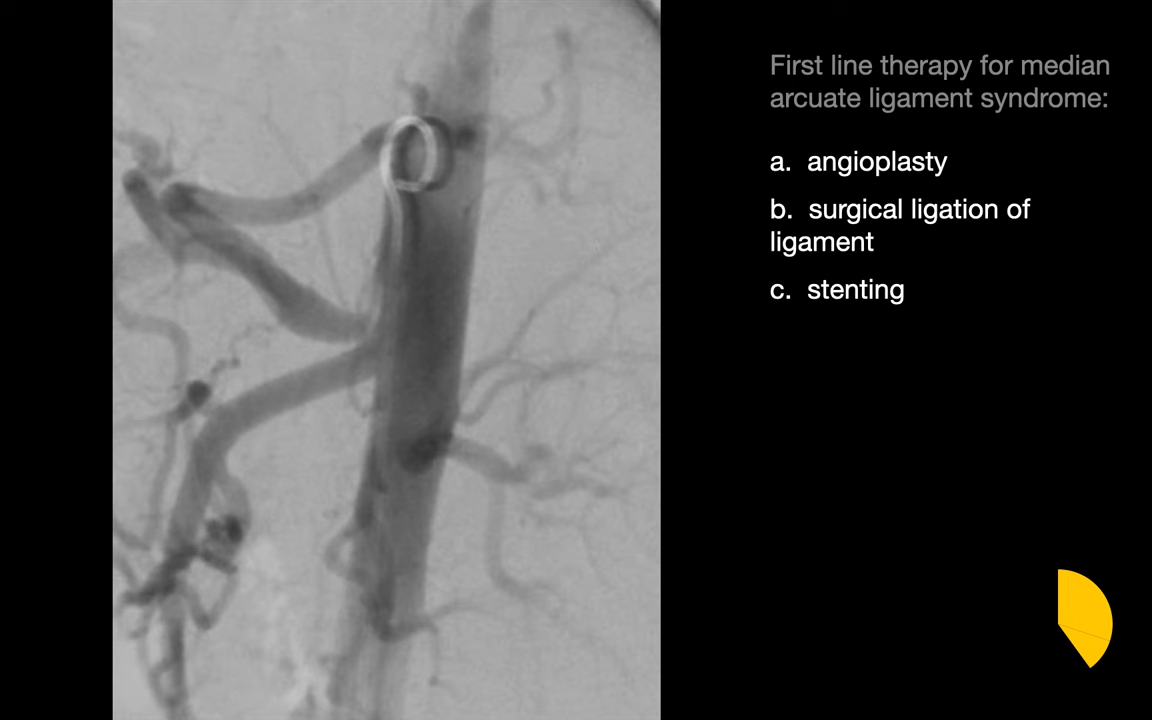 First line therapy for median
arcuate ligament syndrome:
a. angioplasty
b. surgical ligation of
ligament
c. stenting